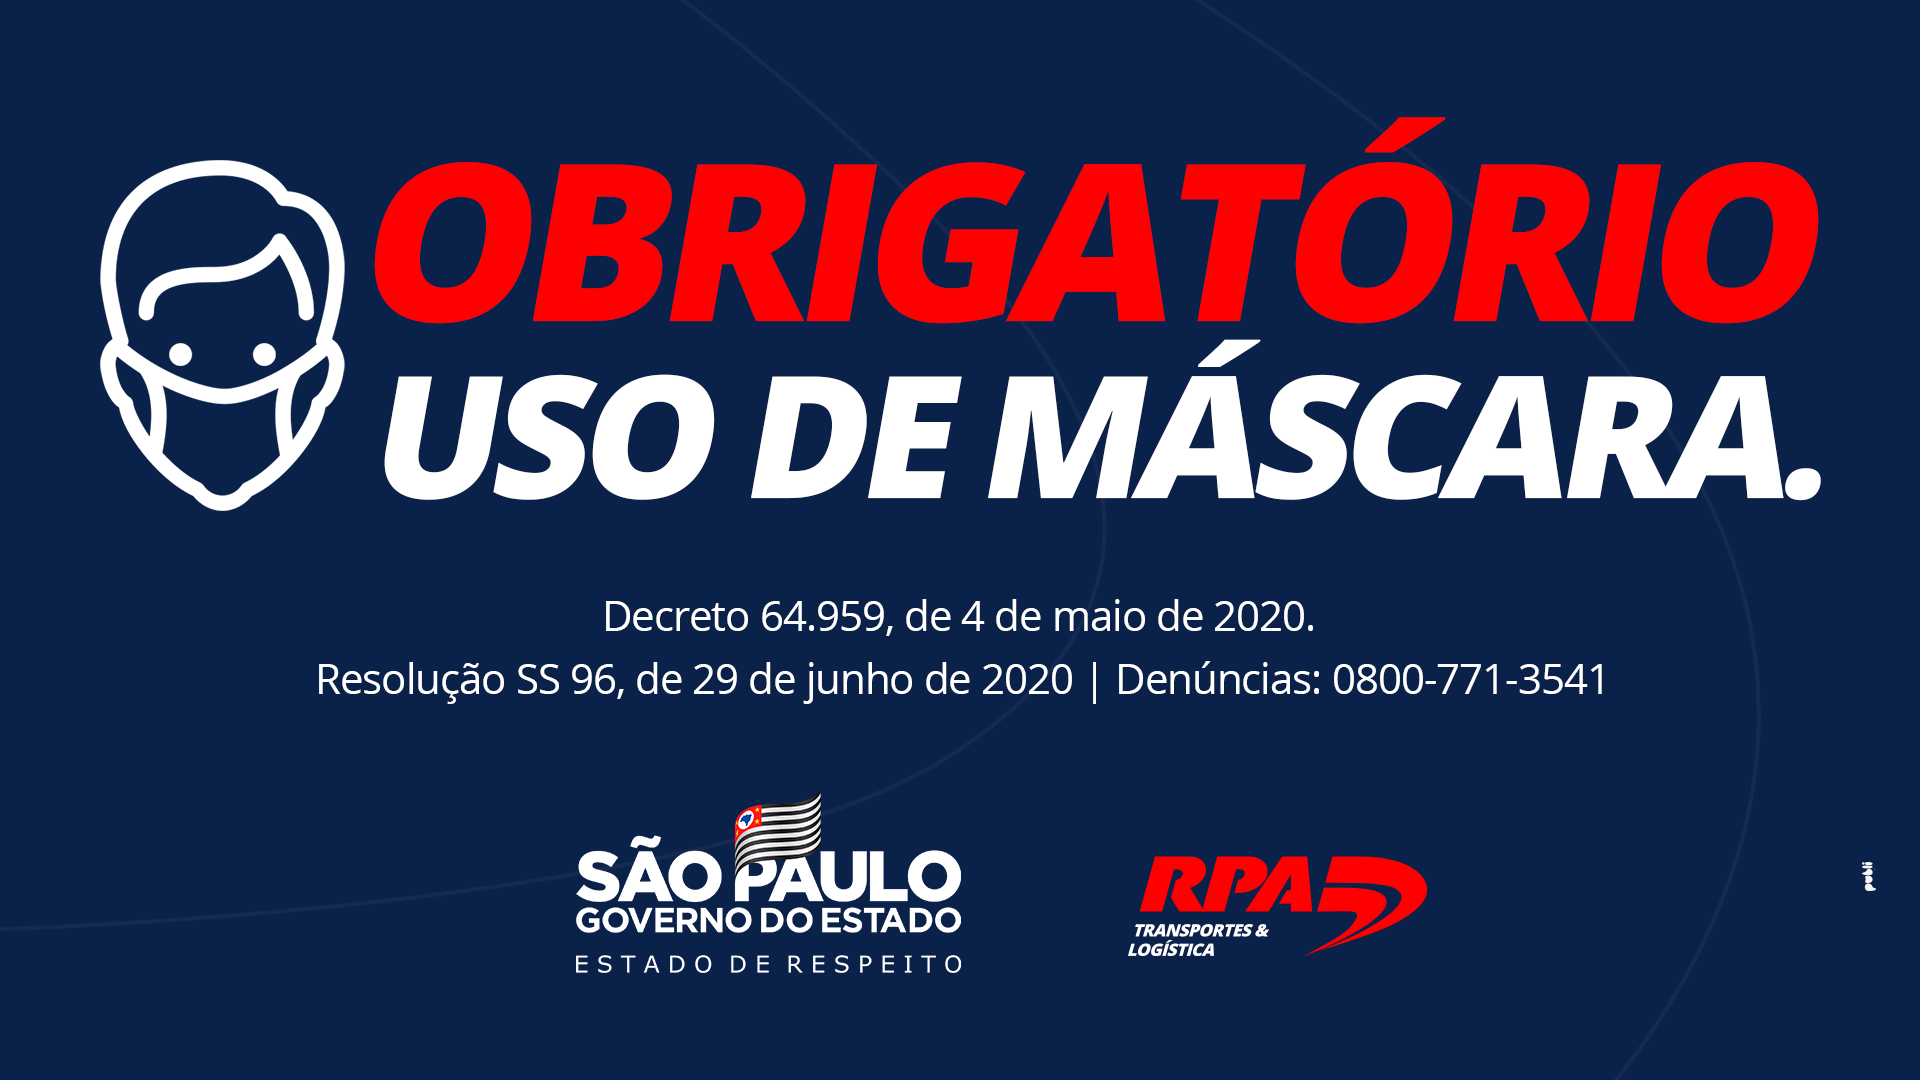 OBRIGATÓRIO
USO DE MÁSCARA.
Decreto 64.959, de 4 de maio de 2020.
Resolução SS 96, de 29 de junho de 2020 | Denúncias: 0800-771-3541
SÃO PAULO
GOVERNO DO ESTADO
ESTADO DE RESPEITO
RPA
TRANSPORTES &
LOGÍSTICA
publi